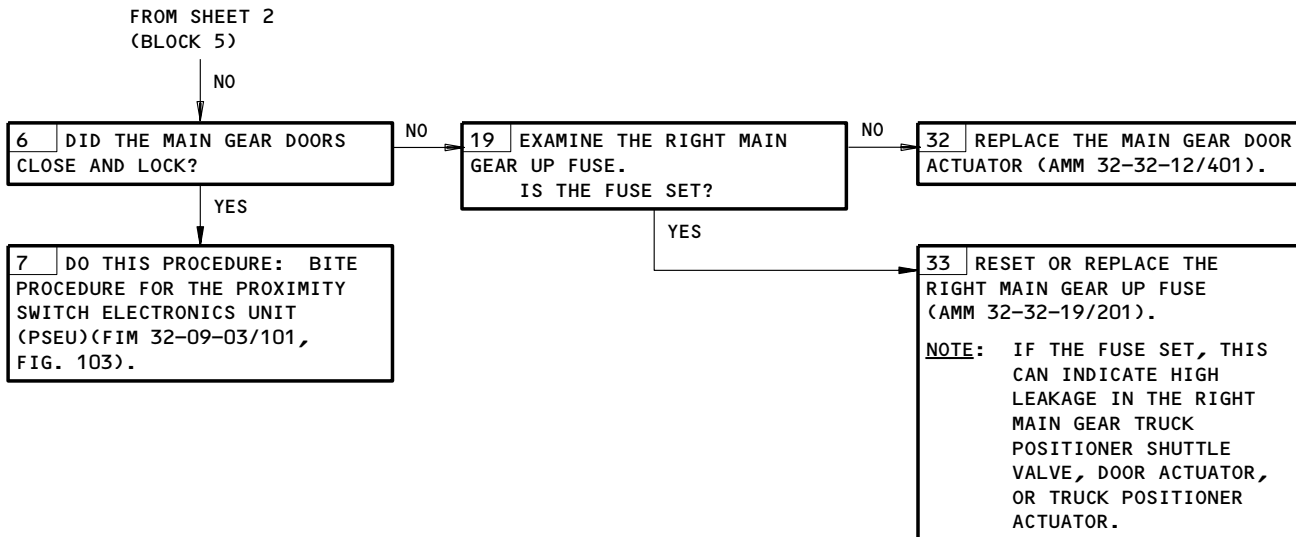 FROM SHEET 2
(BLOCK 5)
NO
6 DID THE MAIN GEAR DOORS
CLOSE AND LOCK?
NO
19 EXAMINE THE RIGHT MAIN
GEAR UP FUSE.
IS THE FUSE SET?
NO
32 REPLACE THE MAIN GEAR DOOR
ACTUATOR (AMM 32-32-12/401).
YES
7 DO THIS PROCEDURE: BITE
PROCEDURE FOR THE PROXIMITY
SWITCH ELECTRONICS UNIT
(PSEU)(FIM 32-09-03/101,
FIG. 103).
YES
33 RESET OR REPLACE THE
RIGHT MAIN GEAR UP FUSE
(AMM 32-32-19/201).
NOTE: IF THE FUSE SET, THIS
CAN INDICATE HIGH
LEAKAGE IN THE RIGHT
MAIN GEAR TRUCK
POSITIONER SHUTTLE
VALVE, DOOR ACTUATOR,
OR TRUCK POSITIONER
ACTUATOR.